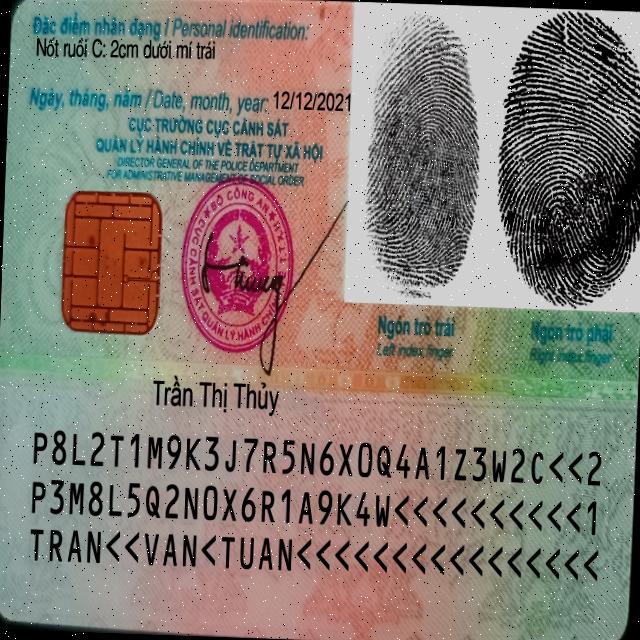 Đặc điểm nhân dạng / Personal identification:
Nốt ruồi C: 2cm dưới mí trái
Ngày, tháng, năm / Date, month, year: 12/12/2021
CỤC TRƯỞNG CỤC CẢNH SÁT
QUẢN LÝ HÀNH CHÍNH VỀ TRẬT TỰ XÃ HỘI
DIRECTOR GENERAL OF THE POLICE DEPARTMENT
FOR ADMINISTRATIVE MANAGEMENT OF SOCIAL ORDER
BỘ CÔNG AN
Ngón trỏ trái
Left index finger
Ngón trỏ phải
Right index finger
Trần Thị Thủy
P8L2T1M9K3J7R5N6X0Q4A1Z3W2C<<2
P3M8L5Q2N0X6R1A9K4W<<<<<<<<<<1
TRAN<<VAN<TUAN<<<<<<<<<<<<<<<<